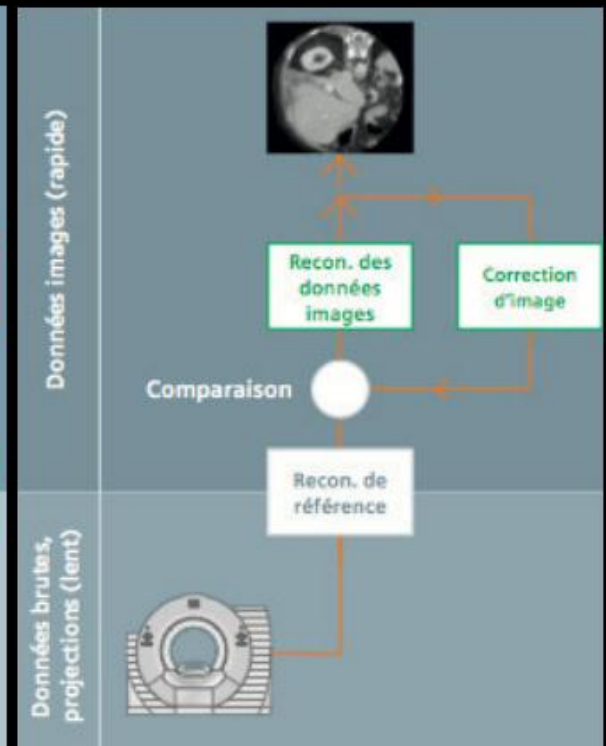 Données images (rapide)
Recon. des
données
images
Correction
d'image
Comparaison
Recon. de
référence
Données brutes,
projections (lent)